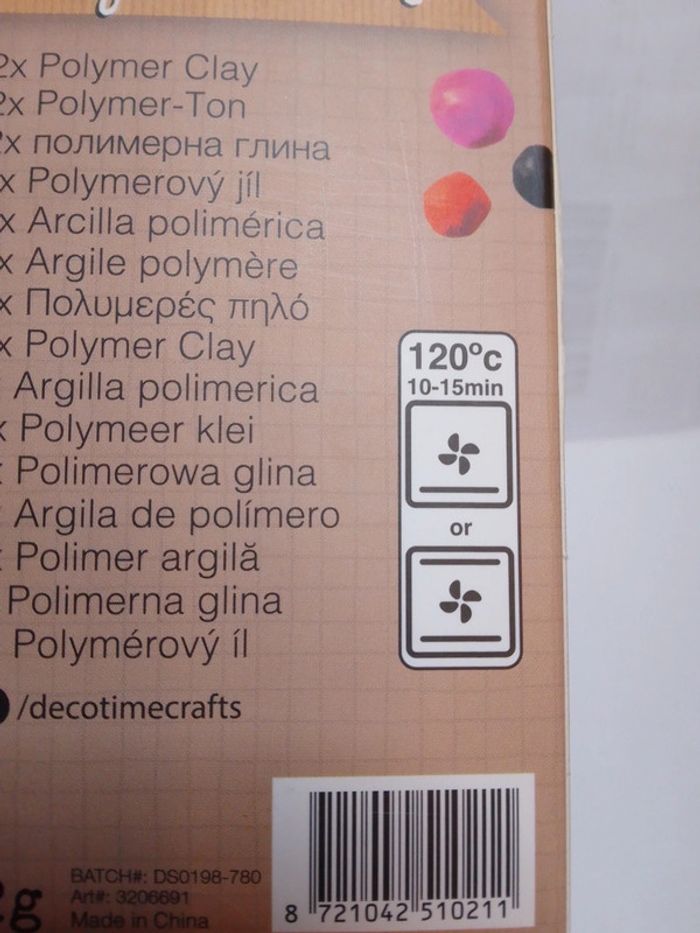 2x Polymer Clay
2x Polymer-Ton
2x полимерна глина
x Polymerový jíl
x Arcilla polimérica
x Argile polymère
x Πολυμερές πηλό
x Polymer Clay
Argilla polimerica
x Polymeer klei
x Polimerowa glina
Argila de polímero
x Polimer argilă
Polimerna glina
Polymérový íl
120ºc
10-15min
or
/decotimecrafts
g
BATCH#: DS0198-780
Art#: 3206691
Made in China
8 721042 510211